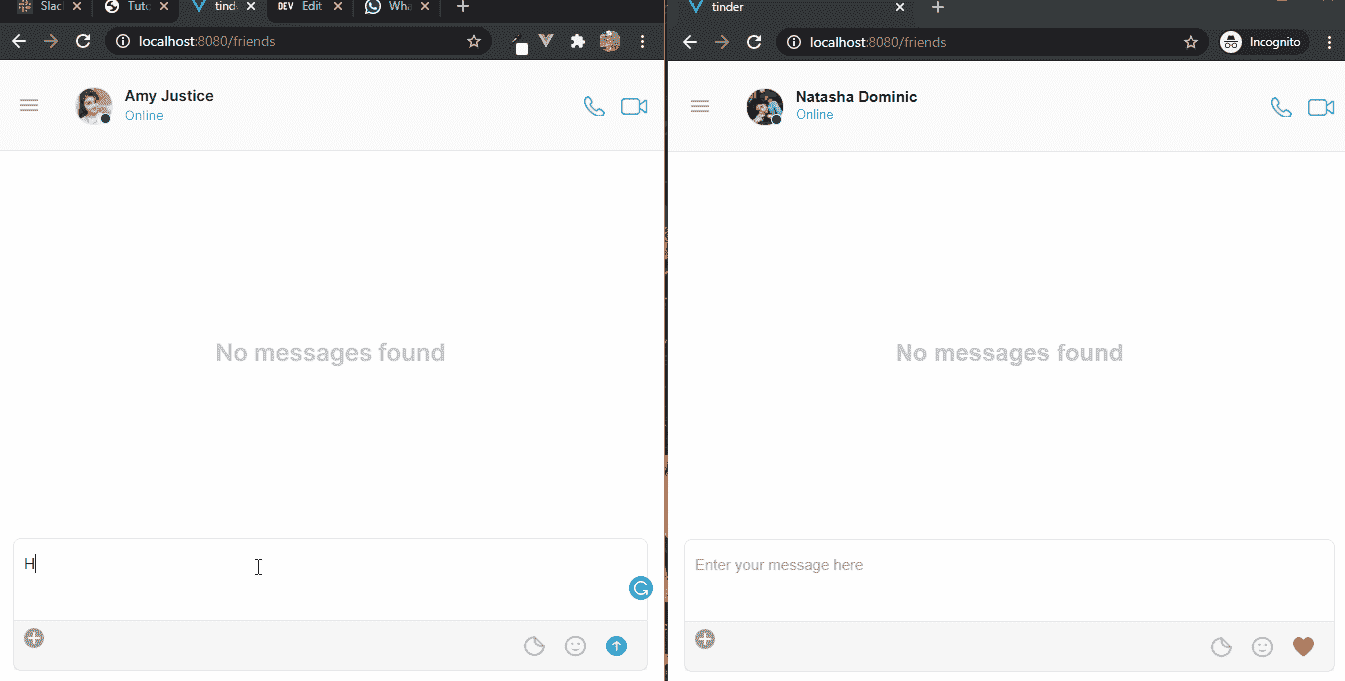 Slac Tuto tind DEV Edit Wha
localhost:8080/friends
Amy Justice
Online
No messages found
H
tinder
localhost:8080/friends Incognito
Natasha Dominic
Online
No messages found
Enter your message here